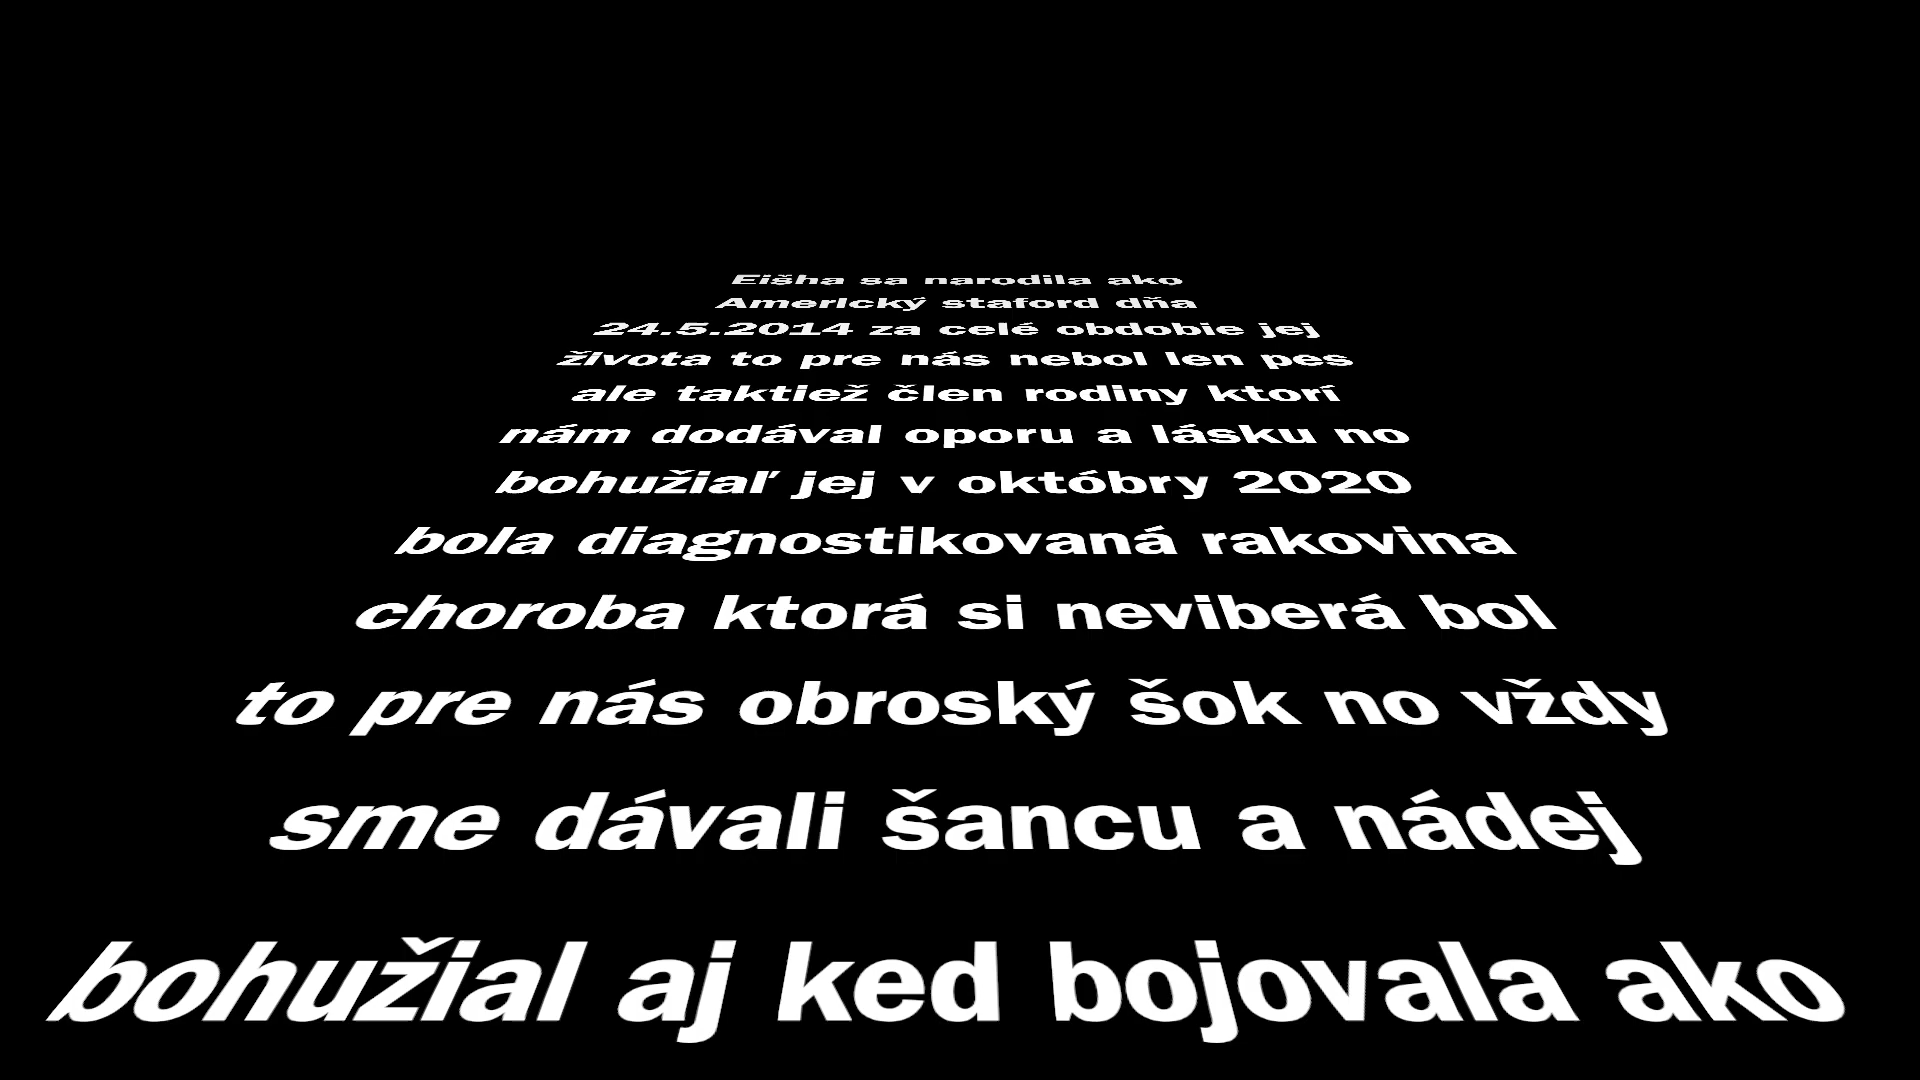 Eišha sa narodila ako
Americký staford dňa
24.5.2014 za celé obdobie jej
života to pre nás nebol len pes
ale taktiež člen rodiny ktorí
nám dodával oporu a lásku no
bohužiaľ jej v októbry 2020
bola diagnostikovaná rakovina
choroba ktorá si neviberá bol
to pre nás obroský šok no vždy
sme dávali šancu a nádej
bohužial aj ked bojovala ako